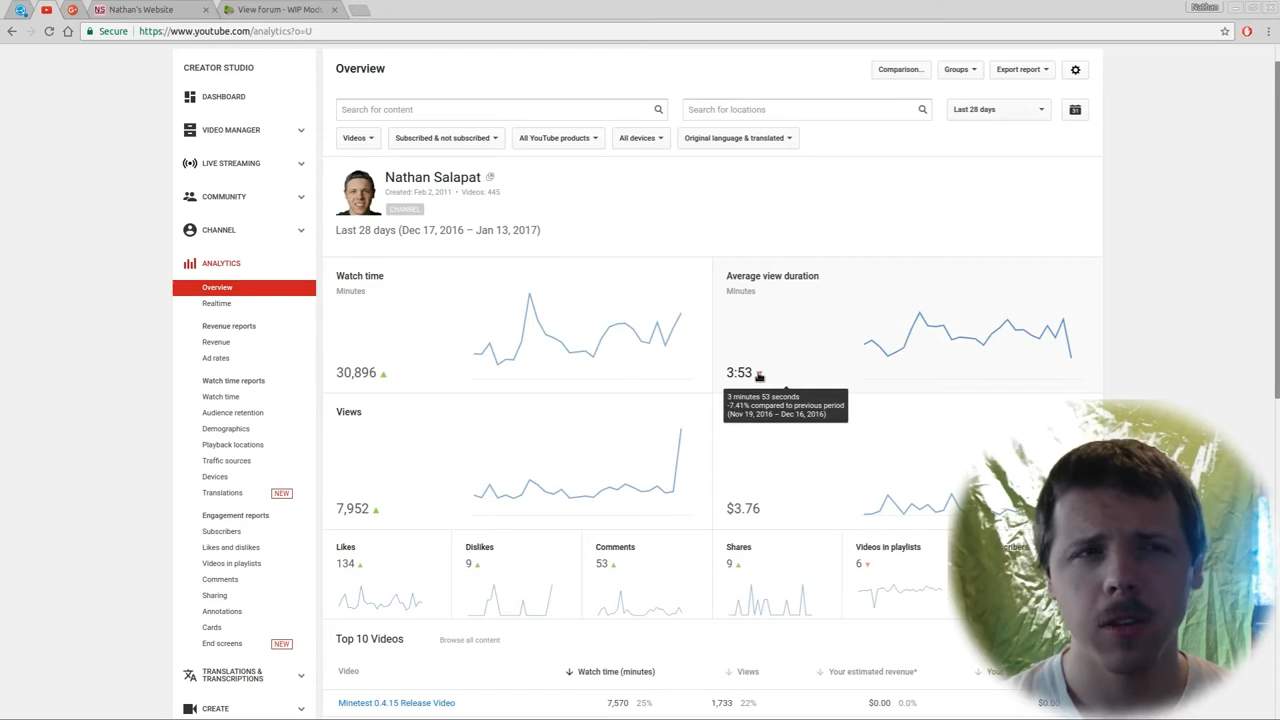 Nathan's Website
View forum - WIP Mods
Nathan
Secure
https://www.youtube.com/analytics?o=U
CREATOR STUDIO
DASHBOARD
VIDEO MANAGER
LIVE STREAMING
COMMUNITY
CHANNEL
ANALYTICS
Overview
Realtime
Revenue reports
Revenue
Ad rates
Watch time reports
Watch time
Audience retention
Demographics
Playback locations
Traffic sources
Devices
Translations NEW
Engagement reports
Subscribers
Likes and dislikes
Videos in playlists
Comments
Sharing
Annotations
Cards
End screens NEW
TRANSLATIONS &
TRANSCRIPTIONS
CREATE
Overview
Comparison... Groups Export report
Search for content Search for locations Last 28 days
Videos Subscribed & not subscribed All YouTube products All devices Original language & translated
Nathan Salapat
Created: Feb 2, 2011 • Videos: 445
CHANNEL
Last 28 days (Dec 17, 2016 – Jan 13, 2017)
Watch time
Minutes
30,896
Average view duration
Minutes
3:53
3 minutes 53 seconds
-7.41% compared to previous period
(Nov 19, 2016 – Dec 16, 2016)
Views
7,952
$3.76
Likes
134
Dislikes
9
Comments
53
Shares
9
Videos in playlists
6
Top 10 Videos Browse all content
Video Watch time (minutes) Views Your estimated revenue* Your
Minetest 0.4.15 Release Video 7,570 25% 1,733 22% $0.00 0.0% $0.00